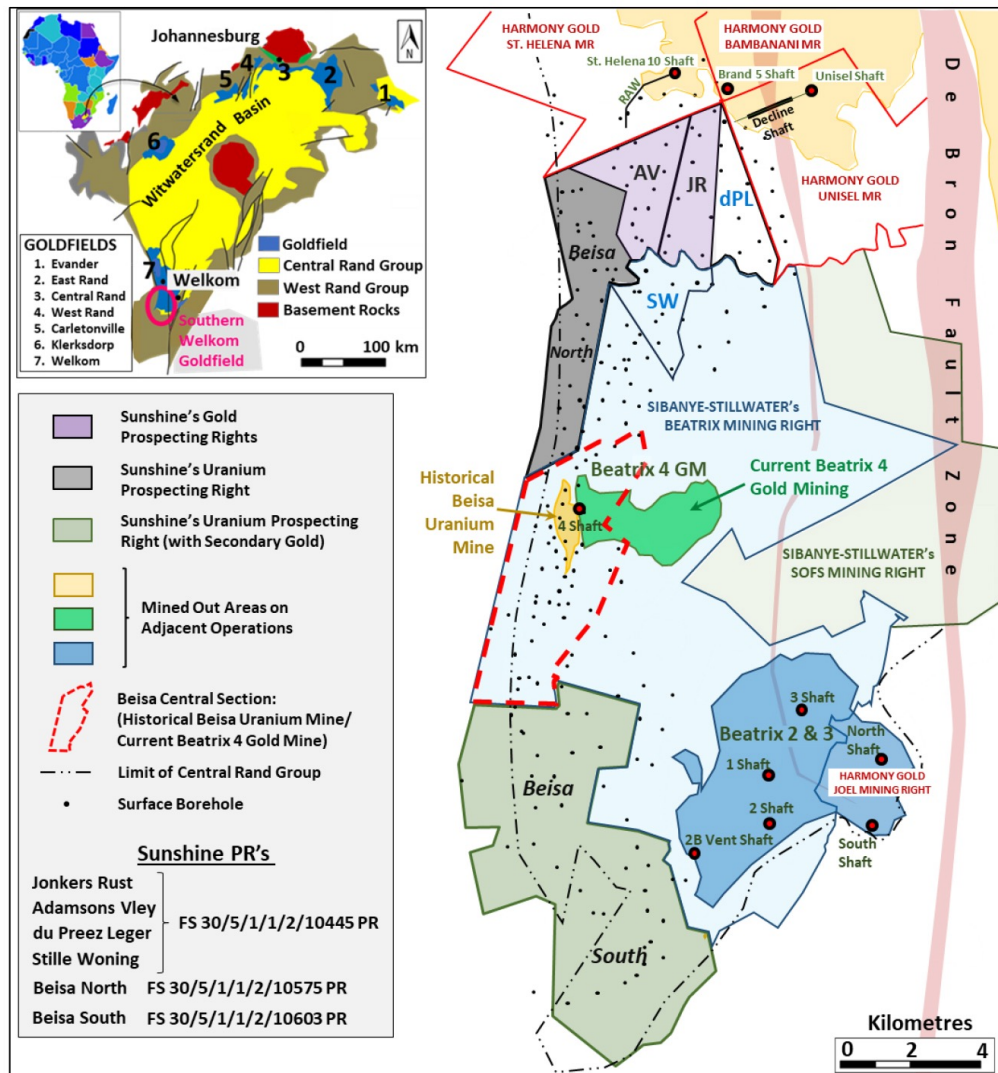 Johannesburg
N
1
2
3
4
5
6
7
Witwatersrand Basin
Welkom
Southern
Welkom
Goldfield
GOLDFIELDS
1. Evander
2. East Rand
3. Central Rand
4. West Rand
5. Carletonville
6. Klerksdorp
7. Welkom
Goldfield
Central Rand Group
West Rand Group
Basement Rocks
0 100 km
HARMONY GOLD
ST. HELENA MR
HARMONY GOLD
BAMBANANI MR
St. Helena 10 Shaft
Brand 5 Shaft
Unisel Shaft
RAW
Decline
Shaft
HARMONY GOLD
UNISEL MR
De Bron Fault Zone
AV
JR
dPL
SW
Beisa
North
SIBANYE-STILLWATER's
BEATRIX MINING RIGHT
Historical
Beisa
Uranium
Mine
Beatrix 4 GM
4 Shaft
Current Beatrix 4
Gold Mining
SIBANYE-STILLWATER's
SOFS MINING RIGHT
3 Shaft
Beatrix 2 & 3
North
Shaft
1 Shaft
HARMONY GOLD
JOEL MINING RIGHT
2 Shaft
2B Vent Shaft
South
Shaft
Beisa
South
Kilometres
0 2 4
Sunshine's Gold
Prospecting Rights
Sunshine's Uranium
Prospecting Right
Sunshine's Uranium Prospecting
Right (with Secondary Gold)
Mined Out Areas on
Adjacent Operations
Beisa Central Section:
(Historical Beisa Uranium Mine/
Current Beatrix 4 Gold Mine)
Limit of Central Rand Group
Surface Borehole
Sunshine PR's
Jonkers Rust
Adamsons Vley
du Preez Leger
Stille Woning
FS 30/5/1/1/2/10445 PR
Beisa North FS 30/5/1/1/2/10575 PR
Beisa South FS 30/5/1/1/2/10603 PR